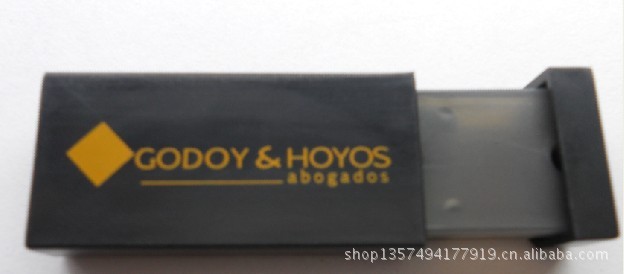 GODOY & HOYOS
abogados
shop1357494177919.cn.alibaba.com